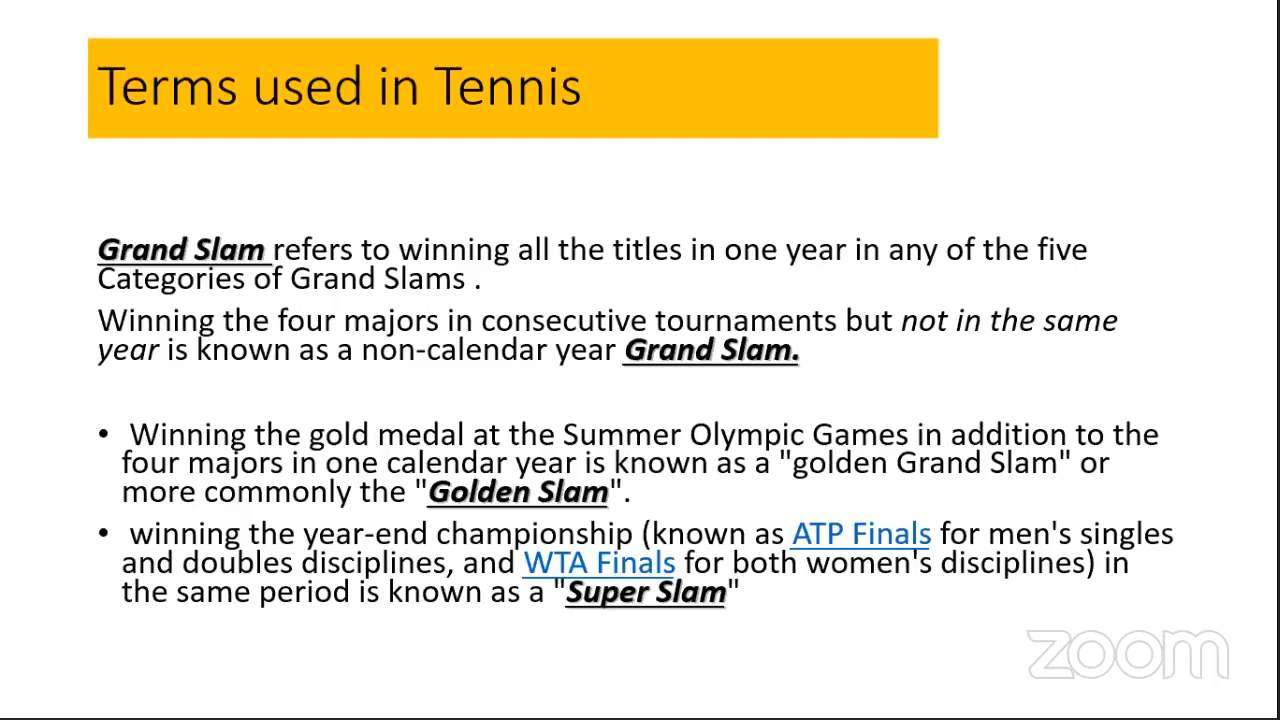 Terms used in Tennis
Grand Slam refers to winning all the titles in one year in any of the five
Categories of Grand Slams .
Winning the four majors in consecutive tournaments but not in the same
year is known as a non-calendar year Grand Slam.
• Winning the gold medal at the Summer Olympic Games in addition to the
four majors in one calendar year is known as a "golden Grand Slam" or
more commonly the "Golden Slam".
• winning the year-end championship (known as ATP Finals for men's singles
and doubles disciplines, and WTA Finals for both women's disciplines) in
the same period is known as a "Super Slam"
zoom